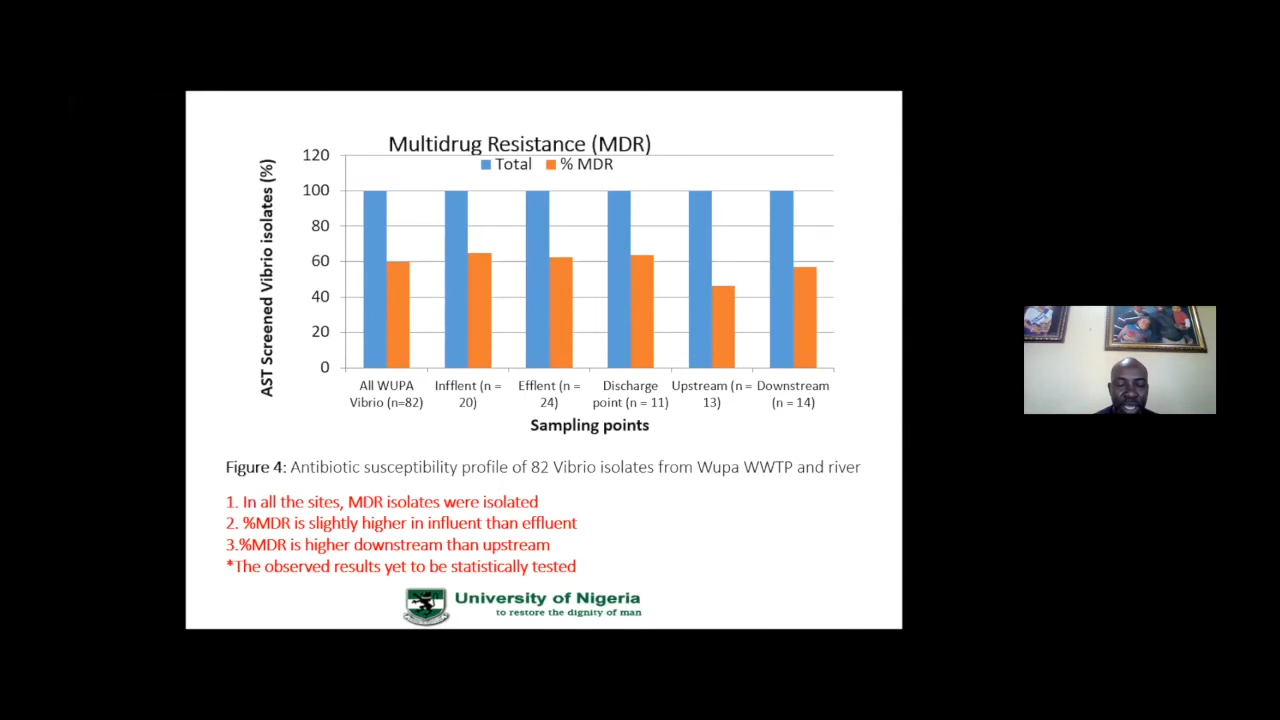 Multidrug Resistance (MDR)
Total % MDR
120
100
80
60
40
20
0
AST Screened Vibrio isolates (%)
All WUPA Vibrio (n=82)
Infflent (n = 20)
Efflent (n = 24)
Discharge point (n = 11)
Upstream (n = 13)
Downstream (n = 14)
Sampling points
Figure 4: Antibiotic susceptibility profile of 82 Vibrio isolates from Wupa WWTP and river
1. In all the sites, MDR isolates were isolated
2. %MDR is slightly higher in influent than effluent
3.%MDR is higher downstream than upstream
*The observed results yet to be statistically tested
University of Nigeria
to restore the dignity of man